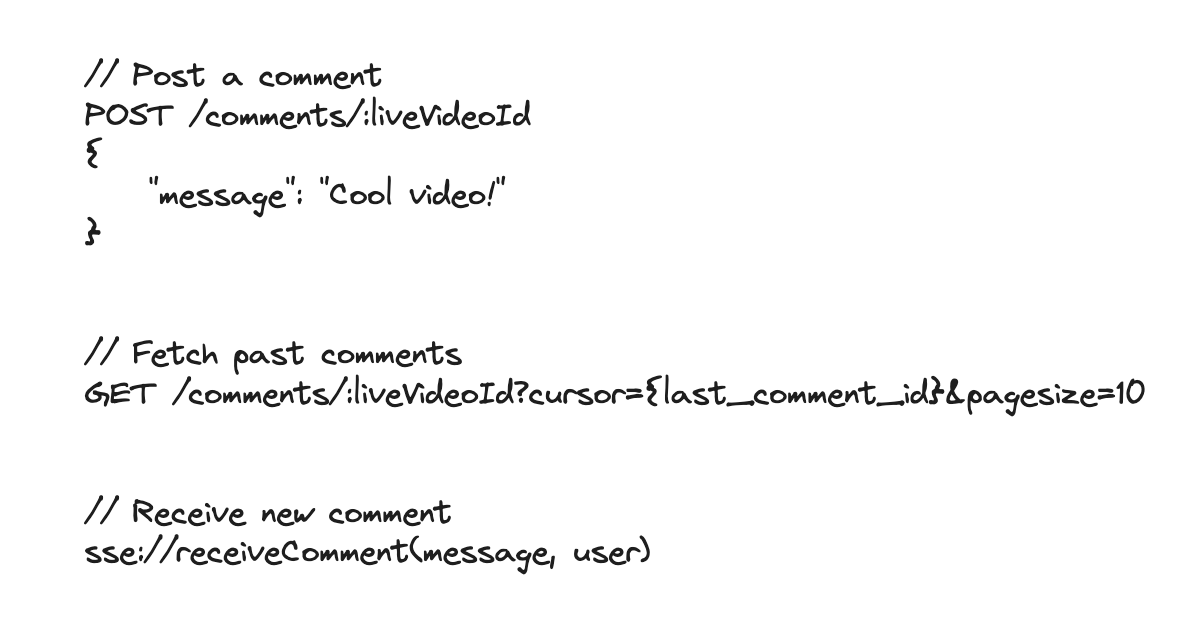 // Post a comment
POST /comments/:liveVideoId
{
"message": "Cool video!"
}
// Fetch past comments
GET /comments/:liveVideoId?cursor={last_comment_id}&pagesize=10
// Receive new comment
sse://receiveComment(message, user)